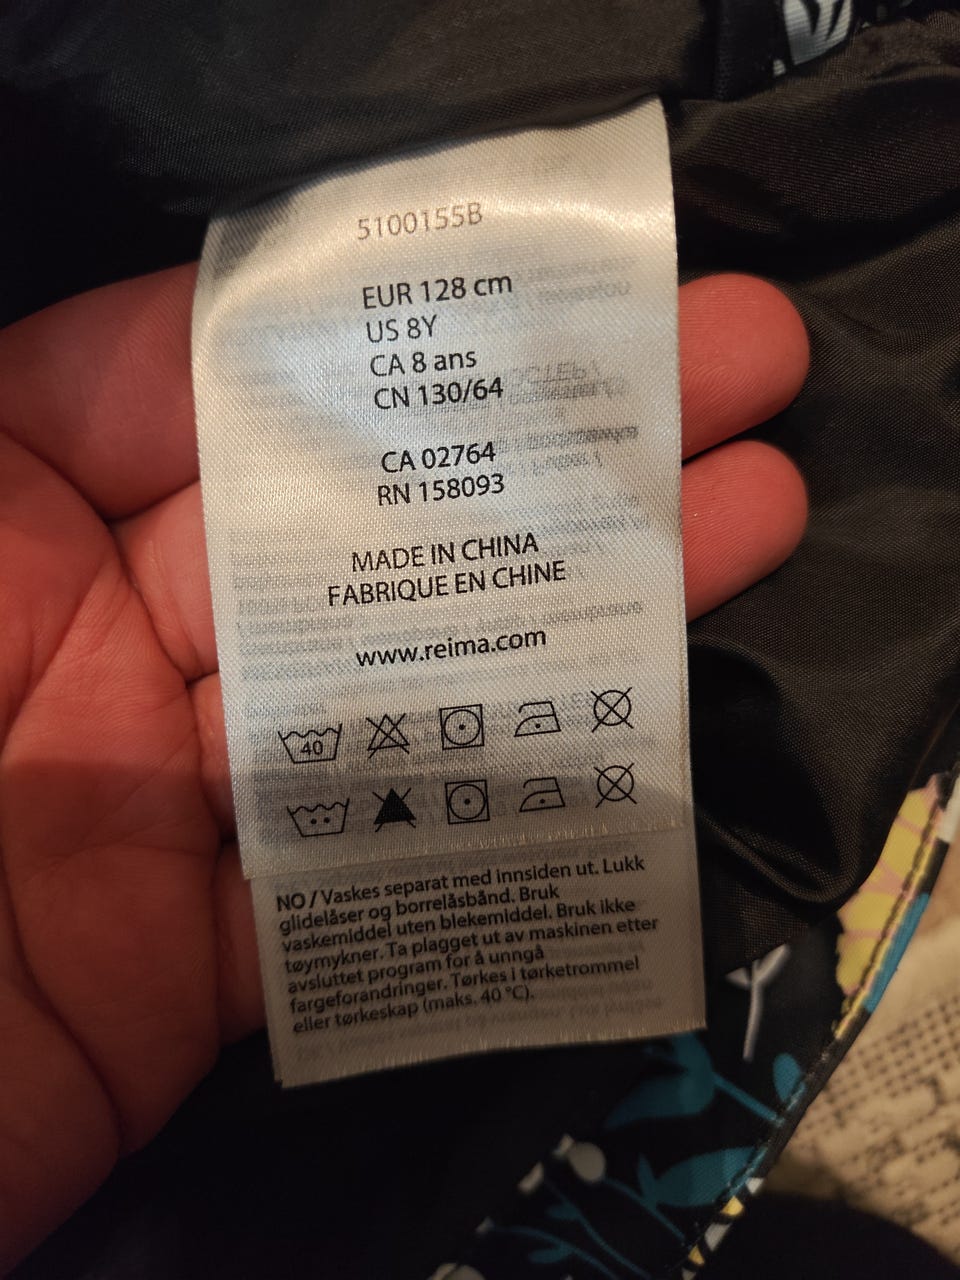 5100155B
EUR 128 cm
US 8Y
CA 8 ans
CN 130/64
CA 02764
RN 158093
MADE IN CHINA
FABRIQUE EN CHINE
www.reima.com
40
NO / Vaskes separat med innsiden ut. Lukk
glidelåser og borrelåsbånd. Bruk
vaskemiddel uten blekemiddel. Bruk ikke
tøymykner. Ta plagget ut av maskinen etter
avsluttet program for å unngå
fargeforandringer. Tørkes i tørketrommel
eller tørkeskap (maks. 40 °C).